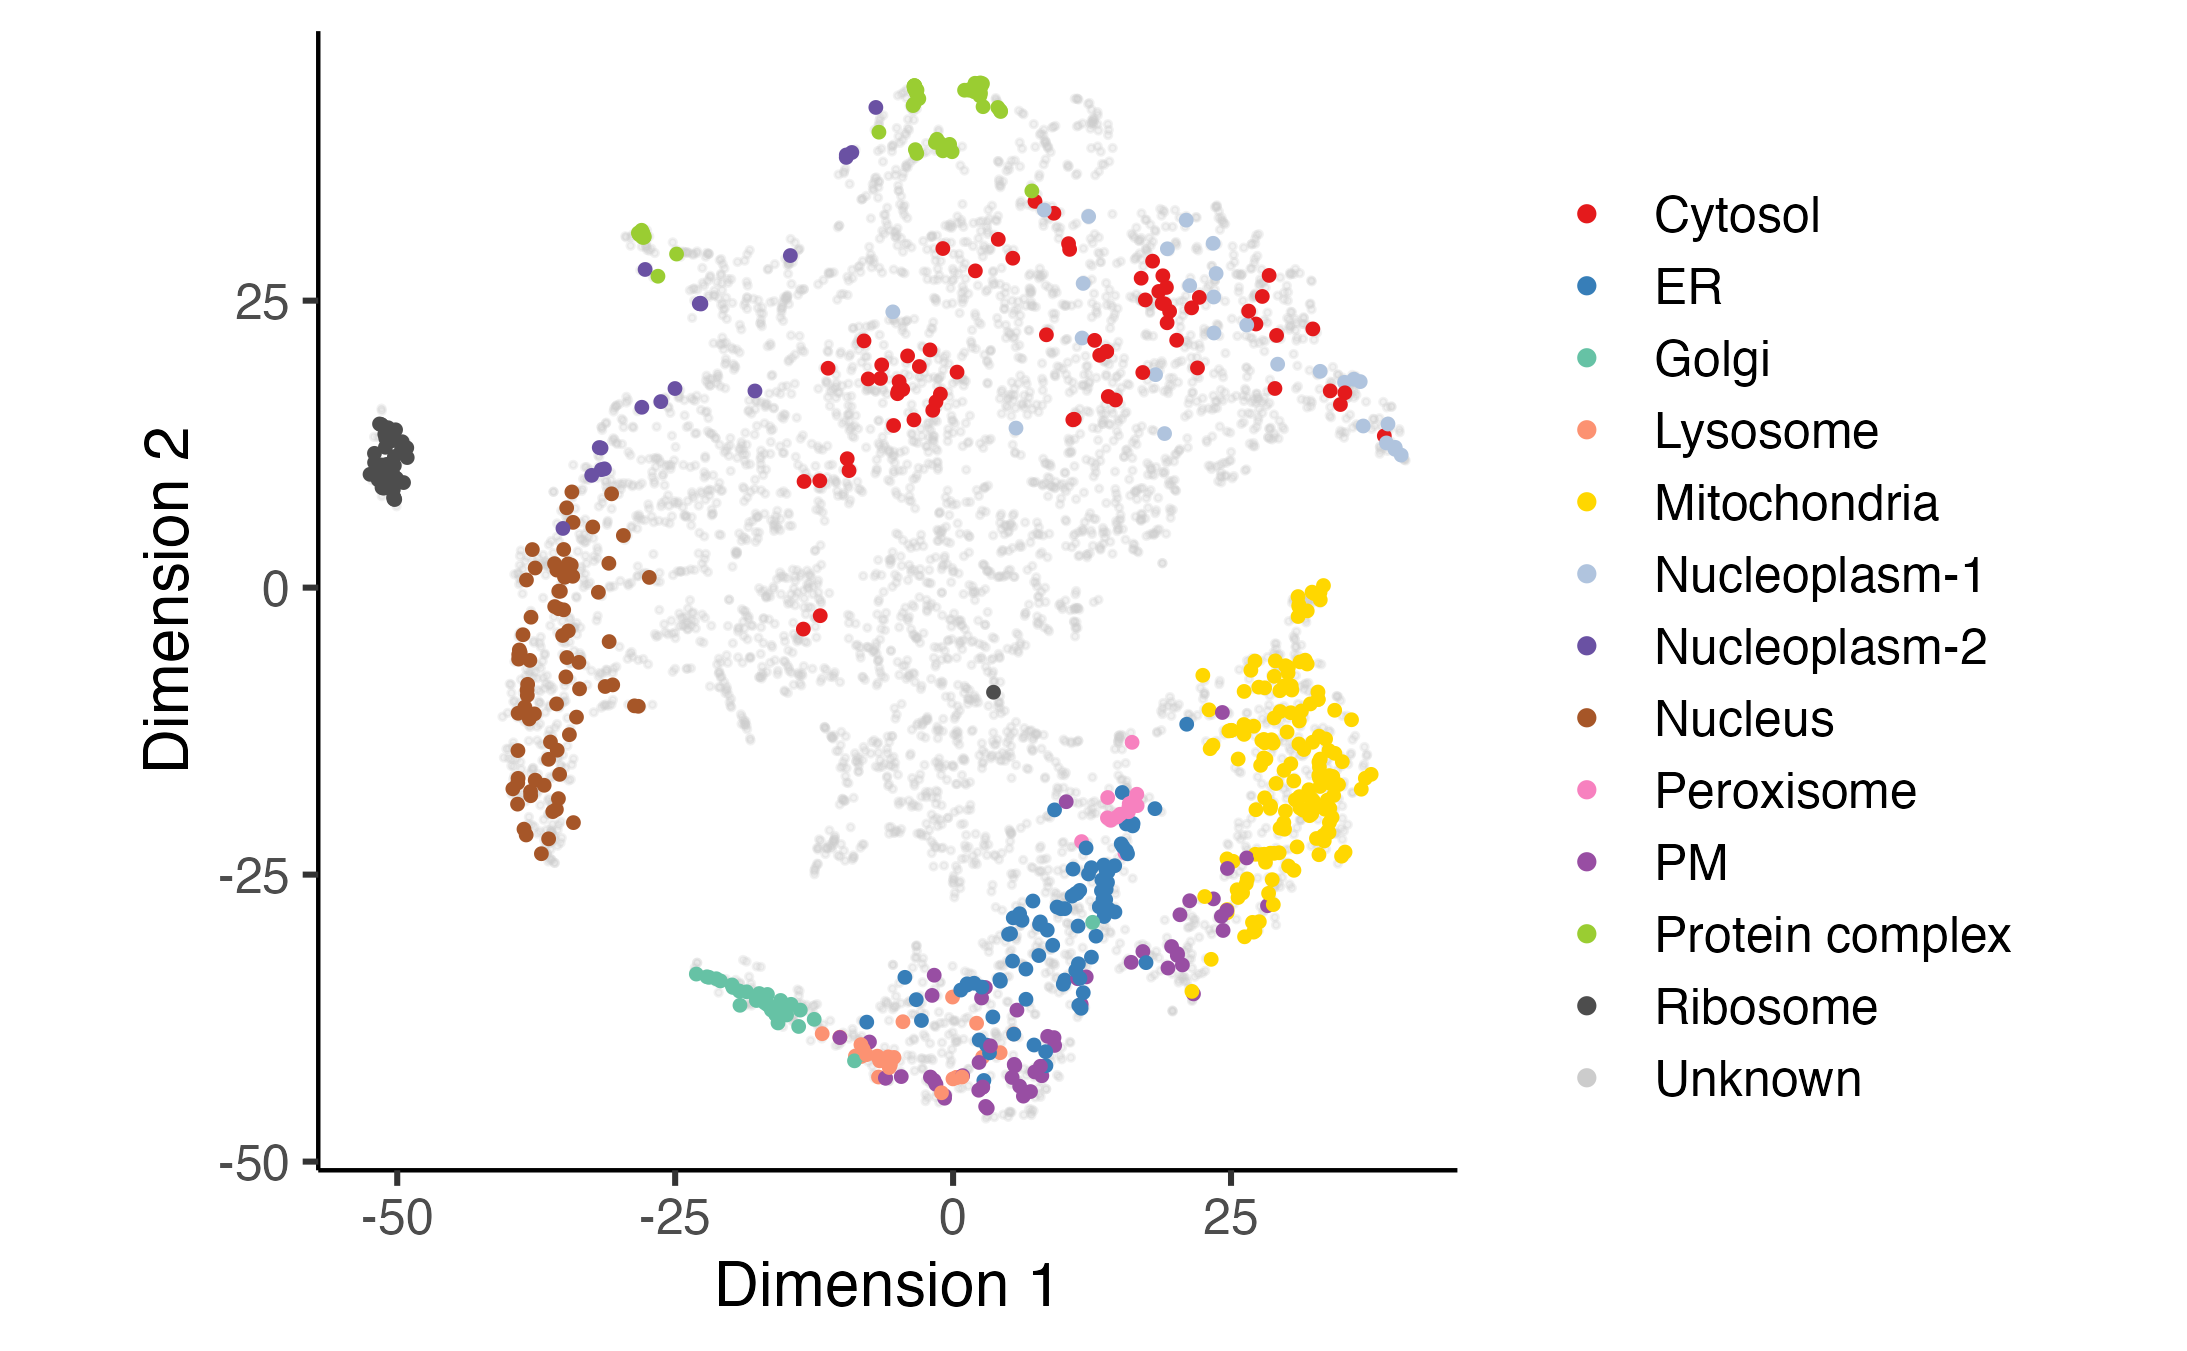 Dimension 2
25
0
-25
-50
-50
-25
0
25
Dimension 1
Cytosol
ER
Golgi
Lysosome
Mitochondria
Nucleoplasm-1
Nucleoplasm-2
Nucleus
Peroxisome
PM
Protein complex
Ribosome
Unknown